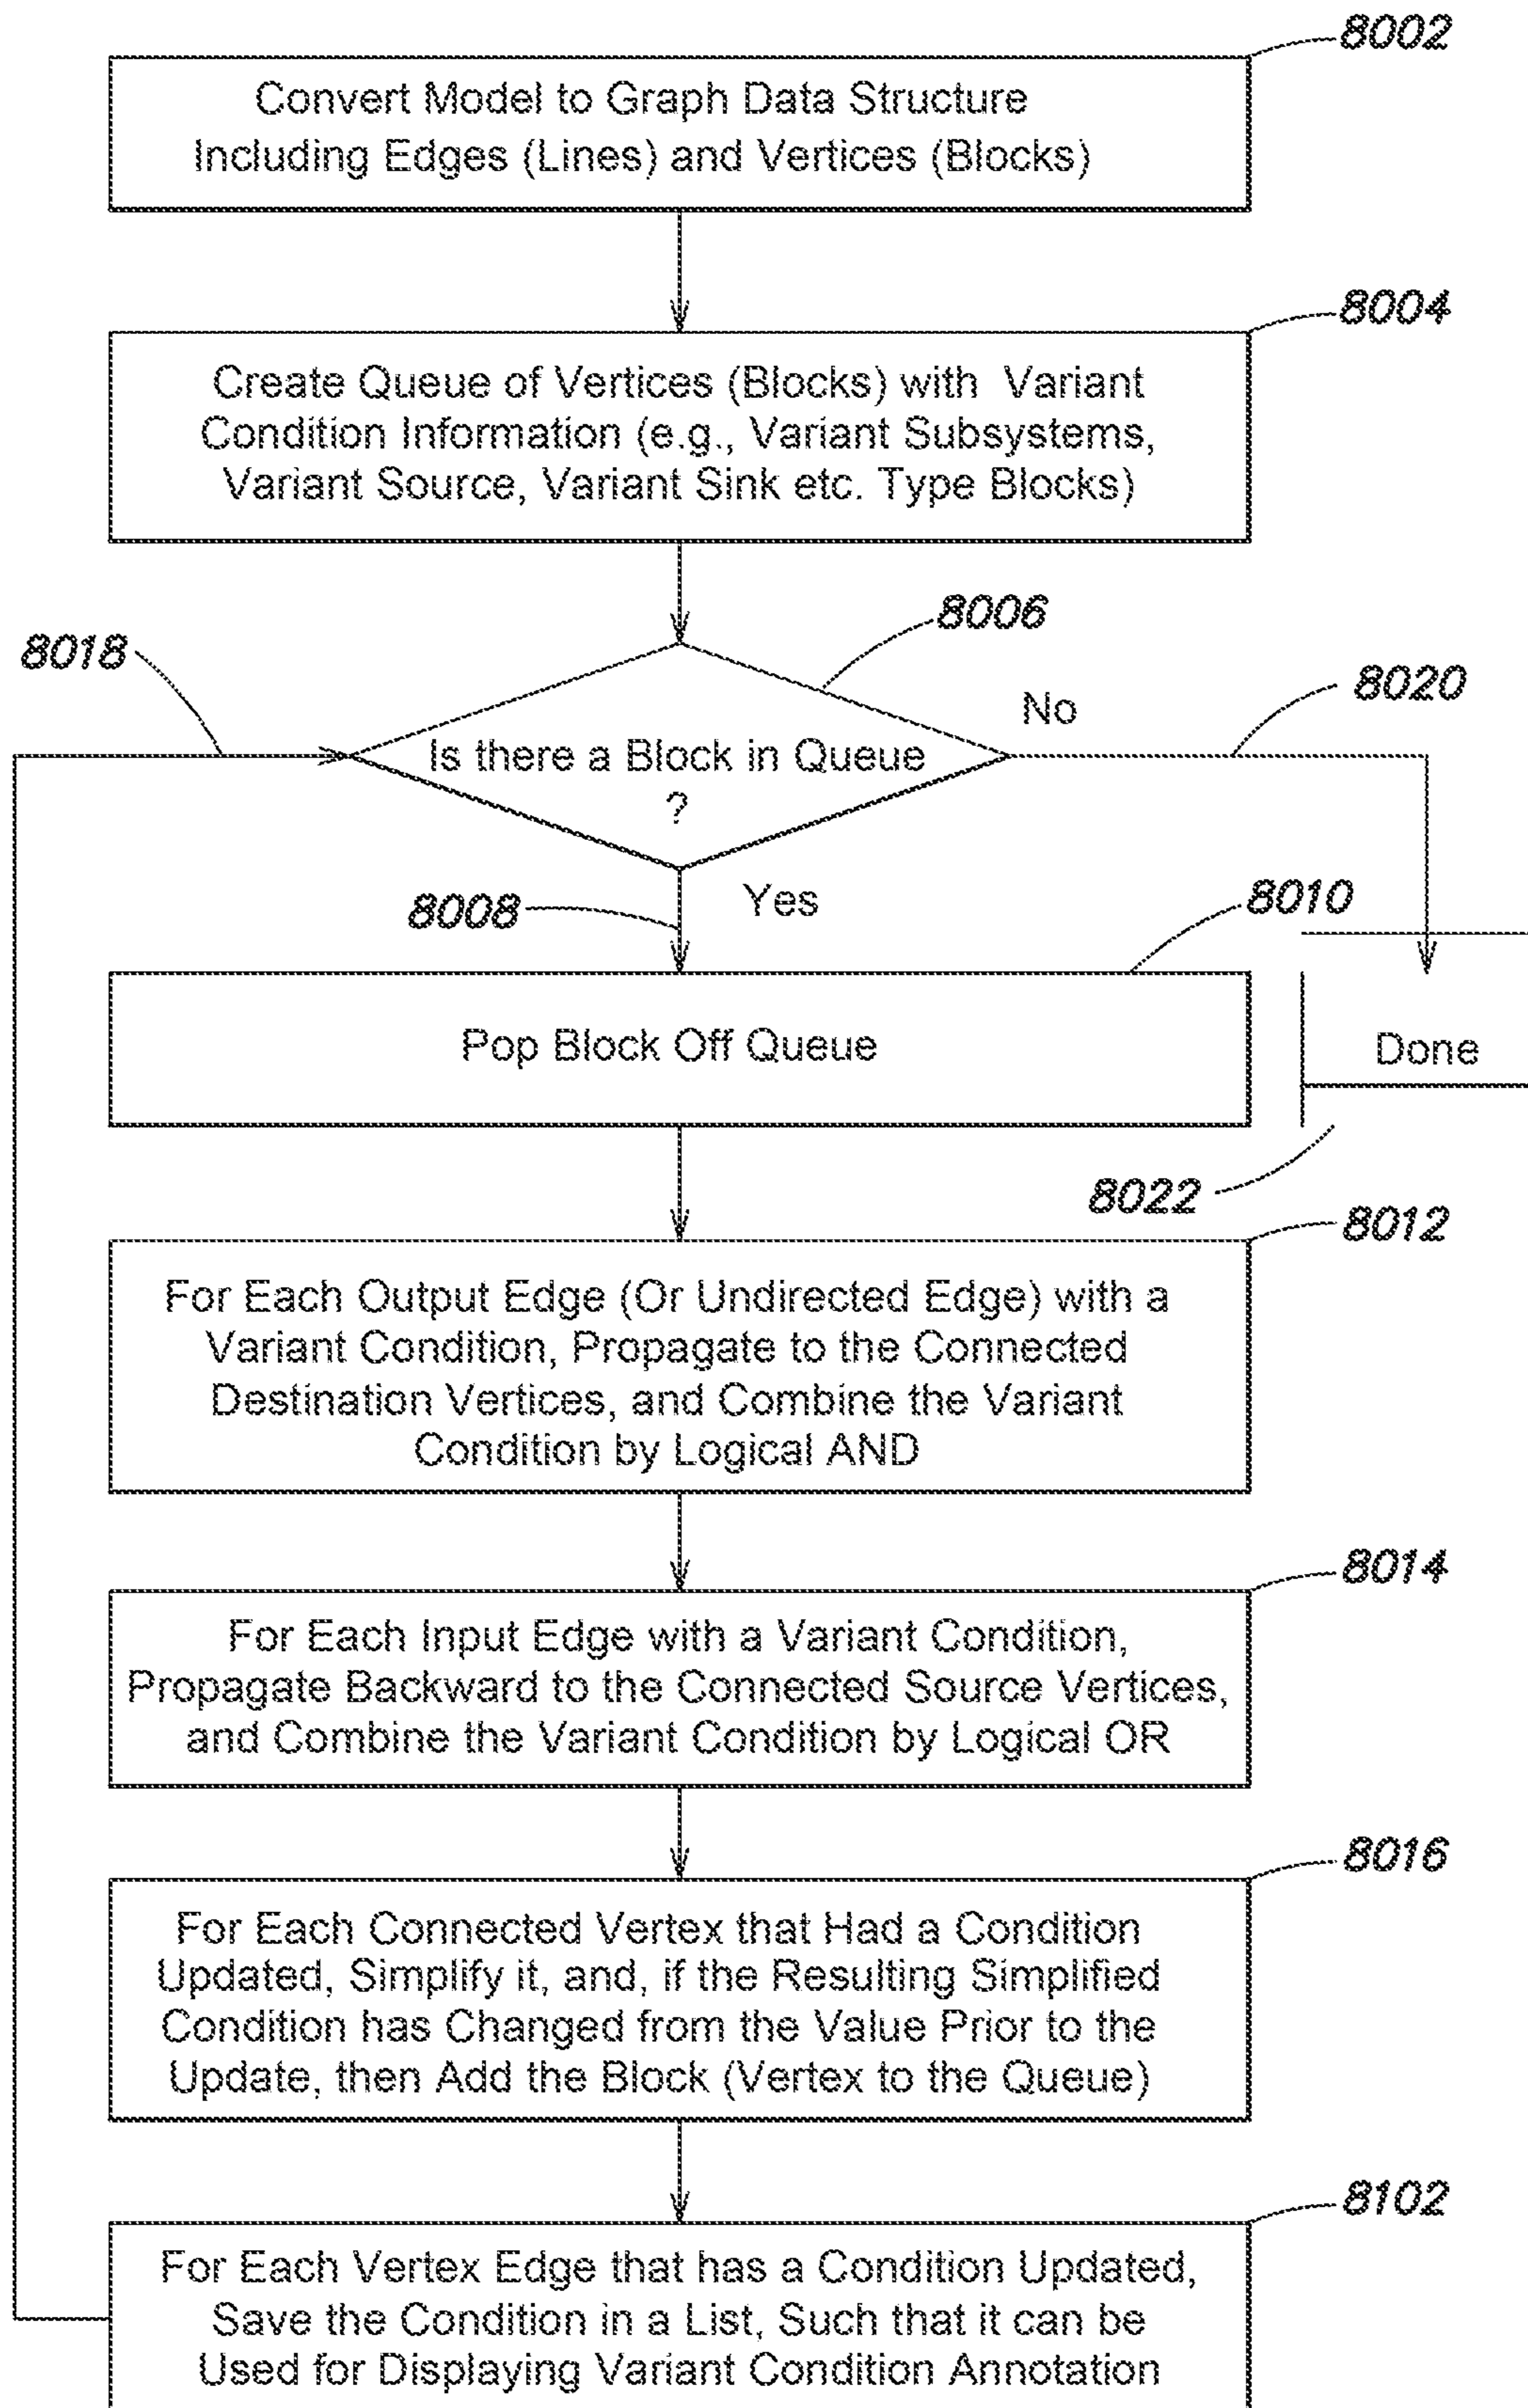 8002
Convert Model to Graph Data Structure
Including Edges (Lines) and Vertices (Blocks)
8004
Create Queue of Vertices (Blocks) with Variant
Condition Information (e.g., Variant Subsystems,
Variant Source, Variant Sink etc. Type Blocks)
8006
8018
8020
No
Is there a Block in Queue
?
8008
Yes
8010
Pop Block Off Queue
Done
8022
8012
For Each Output Edge (Or Undirected Edge) with a
Variant Condition, Propagate to the Connected
Destination Vertices, and Combine the Variant
Condition by Logical AND
8014
For Each Input Edge with a Variant Condition,
Propagate Backward to the Connected Source Vertices,
and Combine the Variant Condition by Logical OR
8016
For Each Connected Vertex that Had a Condition
Updated, Simplify it, and, if the Resulting Simplified
Condition has Changed from the Value Prior to the
Update, then Add the Block (Vertex to the Queue)
8102
For Each Vertex Edge that has a Condition Updated,
Save the Condition in a List, Such that it can be
Used for Displaying Variant Condition Annotation